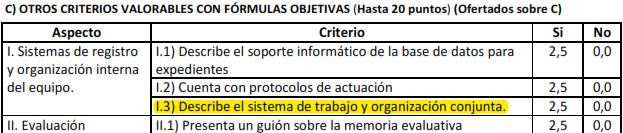 C) OTROS CRITERIOS VALORABLES CON FÓRMULAS OBJETIVAS (Hasta 20 puntos) (Ofertados sobre C)
Aspecto Criterio Si No
I. Sistemas de registro y organización interna del equipo.
I.1) Describe el soporte informático de la base de datos para expedientes 2,5 0,0
I.2) Cuenta con protocolos de actuación 2,5 0,0
I.3) Describe el sistema de trabajo y organización conjunta. 2,5 0,0
II. Evaluación II.1) Presenta un guión sobre la memoria evaluativa 2,5 0,0